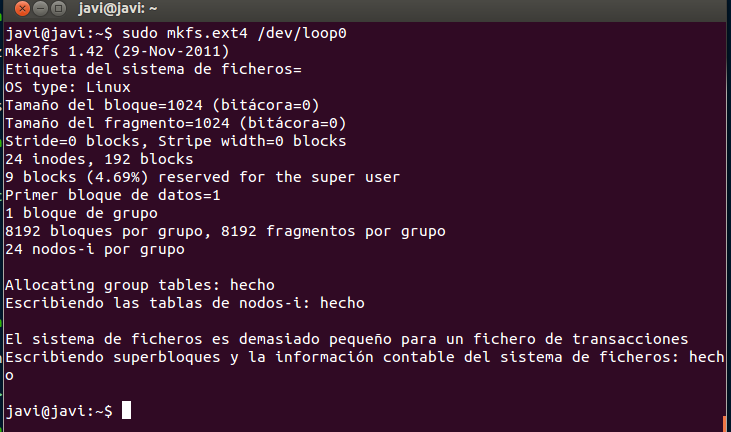 javi@javi: ~
javi@javi:~$ sudo mkfs.ext4 /dev/loop0
mke2fs 1.42 (29-Nov-2011)
Etiqueta del sistema de ficheros=
OS type: Linux
Tamaño del bloque=1024 (bitácora=0)
Tamaño del fragmento=1024 (bitácora=0)
Stride=0 blocks, Stripe width=0 blocks
24 inodes, 192 blocks
9 blocks (4.69%) reserved for the super user
Primer bloque de datos=1
1 bloque de grupo
8192 bloques por grupo, 8192 fragmentos por grupo
24 nodos-i por grupo
Allocating group tables: hecho
Escribiendo las tablas de nodos-i: hecho
El sistema de ficheros es demasiado pequeño para un fichero de transacciones
Escribiendo superbloques y la información contable del sistema de ficheros: hech
o
javi@javi:~$